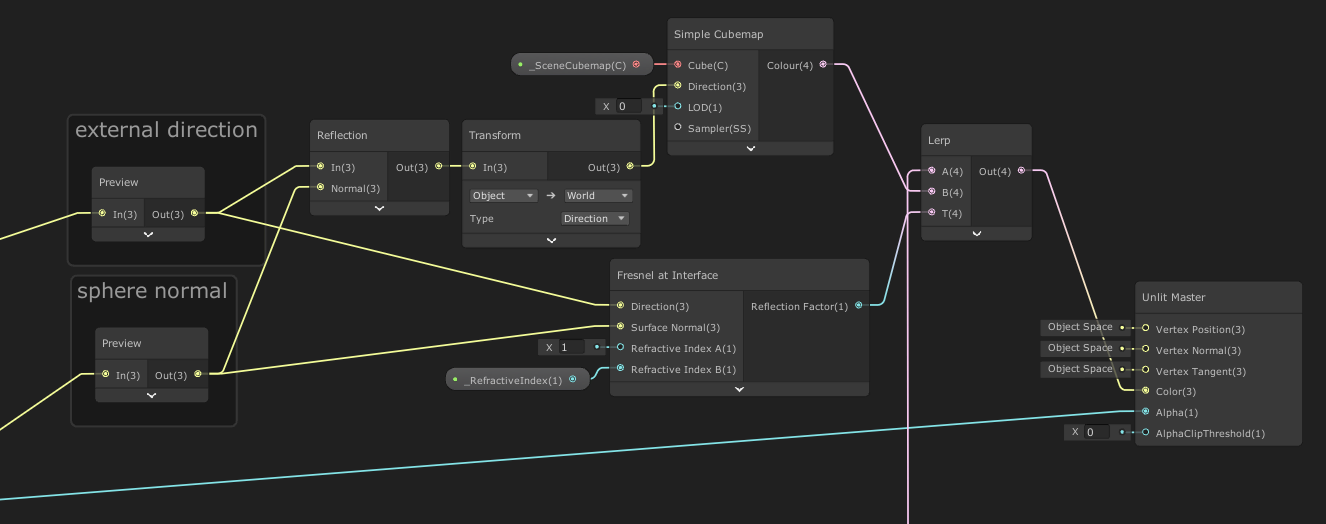 Simple Cubemap
_SceneCubemap(C)
Cube(C) Colour(4)
Direction(3)
X 0
LOD(1)
Sampler(SS)
external direction
Preview
In(3) Out(3)
Reflection
In(3) Out(3)
Normal(3)
Transform
In(3) Out(3)
Object World
Type Direction
Lerp
A(4) Out(4)
B(4)
T(4)
sphere normal
Preview
In(3) Out(3)
Fresnel at Interface
Direction(3) Reflection Factor(1)
Surface Normal(3)
X 1
Refractive Index A(1)
_RefractiveIndex(1)
Refractive Index B(1)
Unlit Master
Object Space Vertex Position(3)
Object Space Vertex Normal(3)
Object Space Vertex Tangent(3)
Color(3)
Alpha(1)
X 0 AlphaClipThreshold(1)